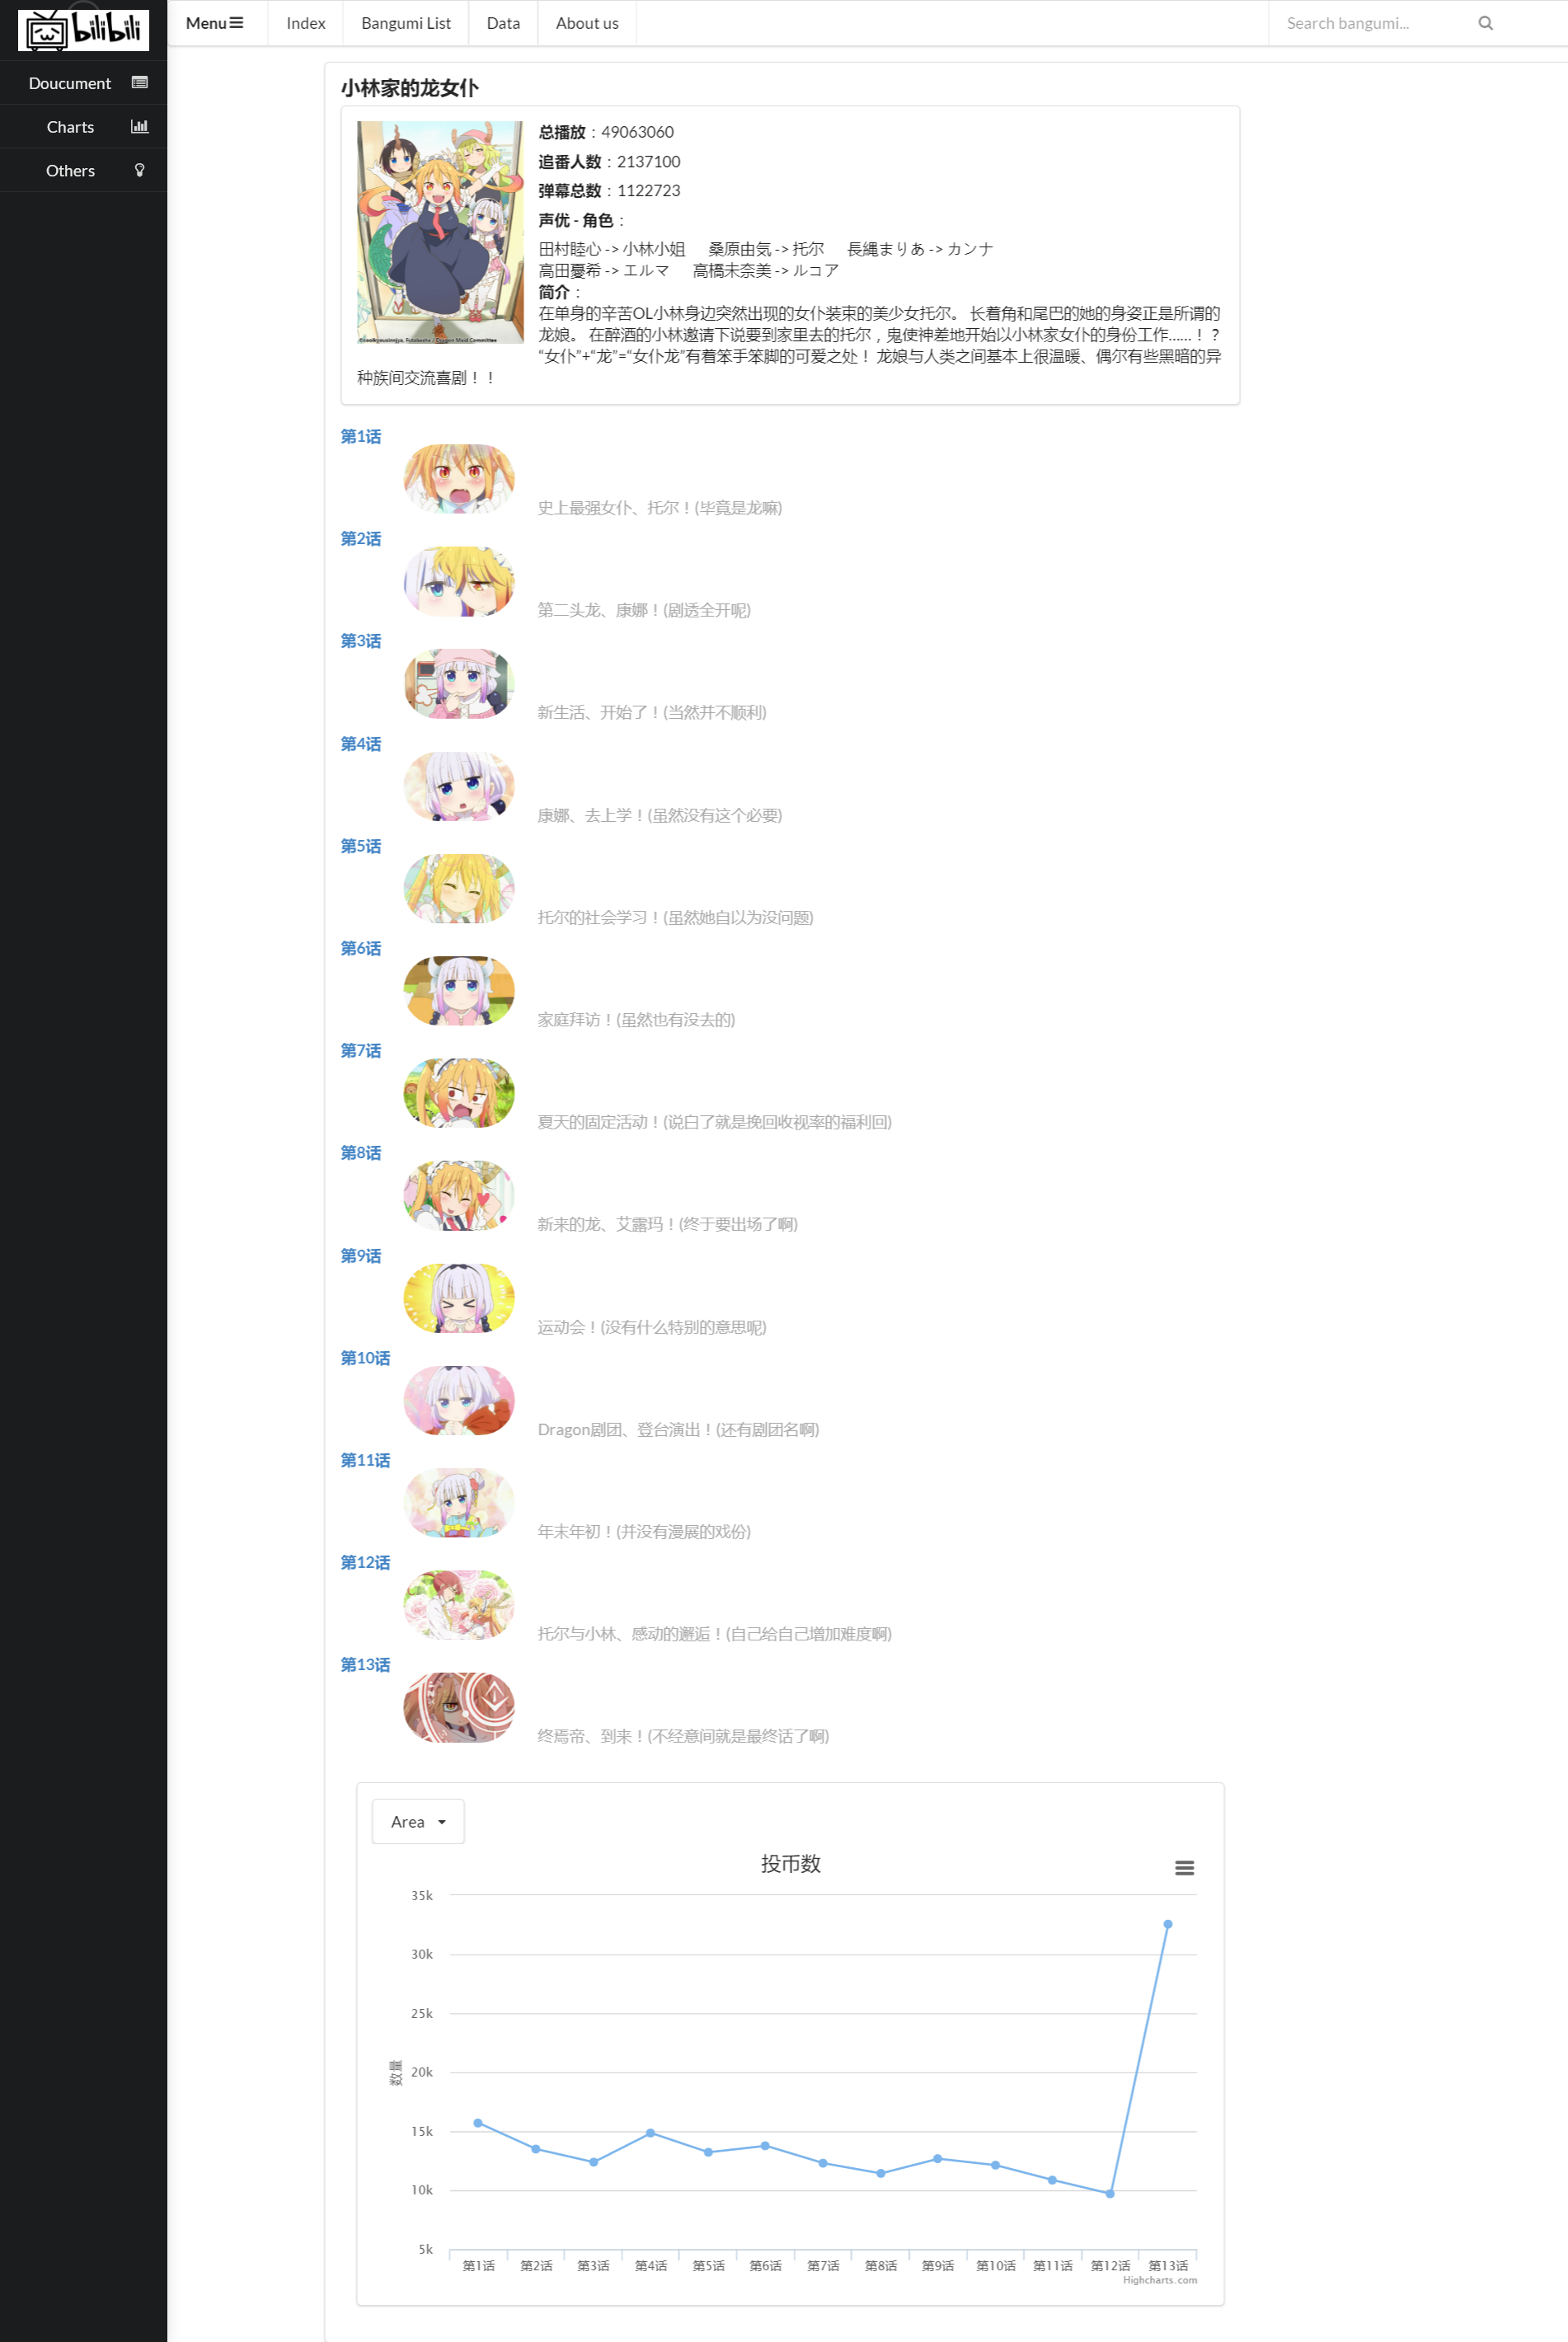 bilibili
Menu
Index
Bangumi List
Data
About us
Search bangumi...
Doucument
Charts
Others
小林家的龙女仆
总播放：49063060
追番人数：2137100
弹幕总数：1122723
声优 - 角色：
田村睦心 -> 小林小姐 桑原由気 -> 托尔 長縄まりあ -> カンナ
高田憂希 -> エルマ 高橋未奈美 -> ルコア
简介：
在单身的辛苦OL小林身边突然出现的女仆装束的美少女托尔。 长着角和尾巴的她的身姿正是所谓的
龙娘。 在醉酒的小林邀请下说要到家里去的托尔，鬼使神差地开始以小林家女仆的身份工作……！？
“女仆”+“龙”=“女仆龙”有着笨手笨脚的可爱之处！ 龙娘与人类之间基本上很温暖、偶尔有些黑暗的异
种族间交流喜剧！！
第1话
史上最强女仆、托尔！(毕竟是龙嘛)
第2话
第二头龙、康娜！(剧透全开呢)
第3话
新生活、开始了！(当然并不顺利)
第4话
康娜、去上学！(虽然没有这个必要)
第5话
托尔的社会学习！(虽然她自以为没问题)
第6话
家庭拜访！(虽然也有没去的)
第7话
夏天的固定活动！(说白了就是挽回收视率的福利回)
第8话
新来的龙、艾露玛！(终于要出场了啊)
第9话
运动会！(没有什么特别的意思呢)
第10话
Dragon剧团、登台演出！(还有剧团名啊)
第11话
年末年初！(并没有漫展的戏份)
第12话
托尔与小林、感动的邂逅！(自己给自己增加难度啊)
第13话
终焉帝、到来！(不经意间就是最终话了啊)
Area
投币数
35k
30k
25k
20k
15k
10k
5k
数量
第1话 第2话 第3话 第4话 第5话 第6话 第7话 第8话 第9话 第10话 第11话 第12话 第13话
Highcharts.com